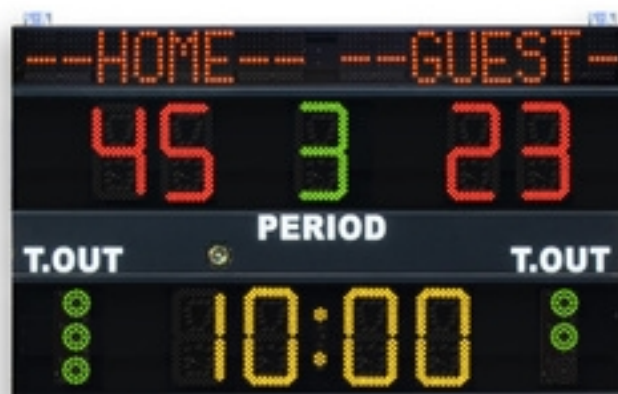 --HOME-- --GUEST-
45 3 23
PERIOD
T.OUT T.OUT
10:00